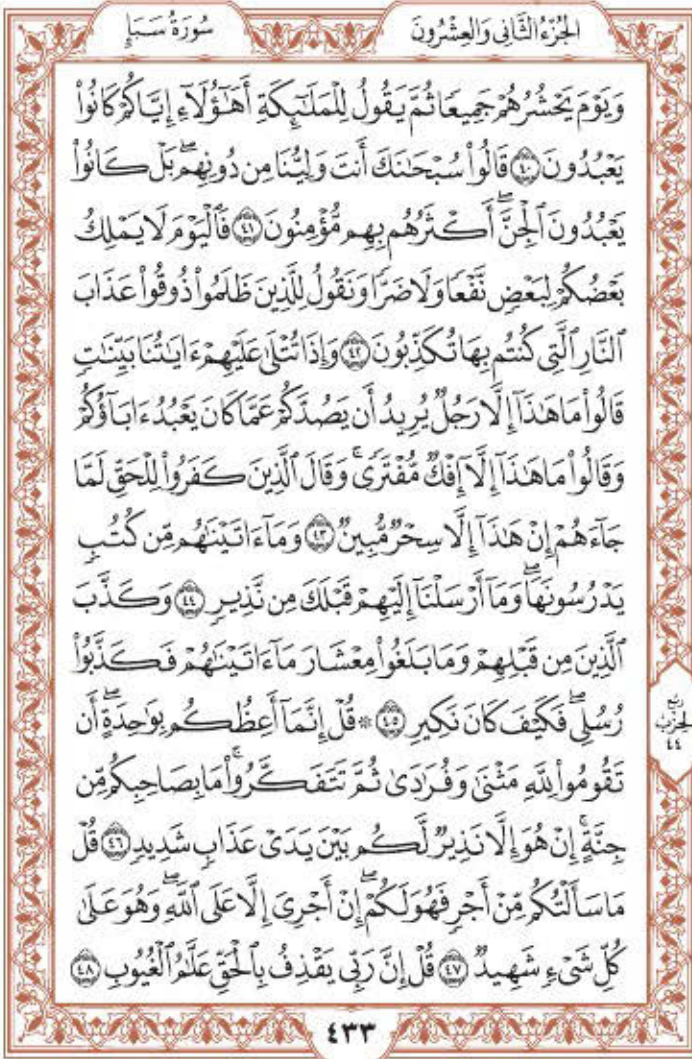 الجُزْءُ الثَّانِي وَالعِشْرُونَ
سُورَةُ سَبَإٍ
وَيَوْمَ يَحْشُرُهُمْ جَمِيعًا ثُمَّ يَقُولُ لِلْمَلَٰٓئِكَةِ أَهَٰٓؤُلَآءِ إِيَّاكُمْ كَانُوا۟
يَعْبُدُونَ ٤٠ قَالُوا۟ سُبْحَٰنَكَ أَنتَ وَلِيُّنَا مِن دُونِهِمۖ بَلْ كَانُوا۟
يَعْبُدُونَ ٱلْجِنَّۖ أَكْثَرُهُم بِهِم مُّؤْمِنُونَ ٤١ فَٱلْيَوْمَ لَا يَمْلِكُ
بَعْضُكُمْ لِبَعْضٍ نَّفْعًا وَلَا ضَرًّا وَنَقُولُ لِلَّذِينَ ظَلَمُوا۟ ذُوقُوا۟ عَذَابَ
ٱلنَّارِ ٱلَّتِى كُنتُم بِهَا تُكَذِّبُونَ ٤٢ وَإِذَا تُتْلَىٰ عَلَيْهِمْ ءَايَٰتُنَا بَيِّنَٰتٍ
قَالُوا۟ مَا هَٰذَآ إِلَّا رَجُلٌ يُرِيدُ أَن يَصُدَّكُمْ عَمَّا كَانَ يَعْبُدُ ءَابَآؤُكُمْ
وَقَالُوا۟ مَا هَٰذَآ إِلَّآ إِفْكٌ مُّفْتَرًىۚ وَقَالَ ٱلَّذِينَ كَفَرُوا۟ لِلْحَقِّ لَمَّا
جَآءَهُمْ إِنْ هَٰذَآ إِلَّا سِحْرٌ مُّبِينٌ ٤٣ وَمَآ ءَاتَيْنَٰهُم مِّن كُتُبٍ
يَدْرُسُونَهَاۖ وَمَآ أَرْسَلْنَآ إِلَيْهِمْ قَبْلَكَ مِن نَّذِيرٍ ٤٤ وَكَذَّبَ
ٱلَّذِينَ مِن قَبْلِهِمْ وَمَا بَلَغُوا۟ مِعْشَارَ مَآ ءَاتَيْنَٰهُمْ فَكَذَّبُوا۟
رُسُلِىۖ فَكَيْفَ كَانَ نَكِيرِ ٤٥ ۞ قُلْ إِنَّمَآ أَعِظُكُم بِوَٰحِدَةٍۖ أَن
تَقُومُوا۟ لِلَّهِ مَثْنَىٰ وَفُرَٰدَىٰ ثُمَّ تَتَفَكَّرُوا۟ۚ مَا بِصَاحِبِكُم مِّن
جِنَّةٍۚ إِنْ هُوَ إِلَّا نَذِيرٌ لَّكُم بَيْنَ يَدَىْ عَذَابٍ شَدِيدٍ ٤٦ قُلْ
مَا سَأَلْتُكُم مِّنْ أَجْرٍ فَهُوَ لَكُمْۖ إِنْ أَجْرِىَ إِلَّا عَلَى ٱللَّهِۖ وَهُوَ عَلَىٰ
كُلِّ شَىْءٍ شَهِيدٌ ٤٧ قُلْ إِنَّ رَبِّى يَقْذِفُ بِٱلْحَقِّ عَلَّٰمُ ٱلْغُيُوبِ ٤٨
رُبْعُ
الحِزْبِ
٤٤
٤٣٣